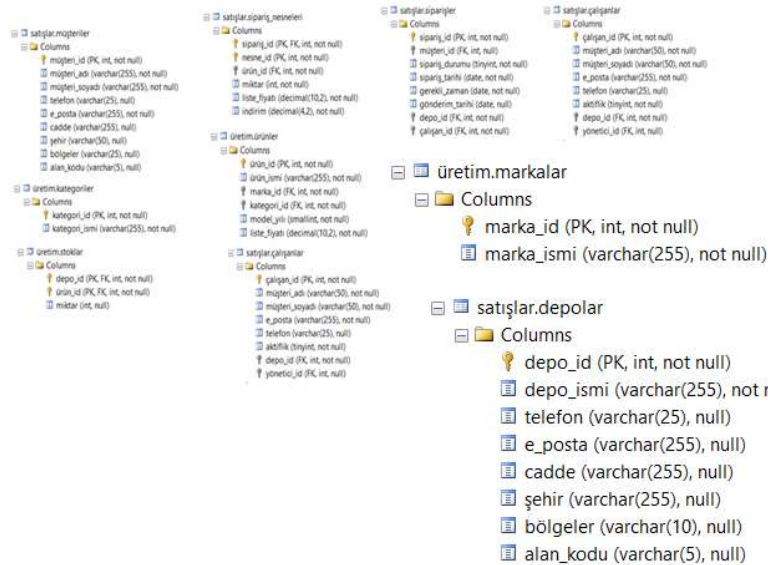 satışlar.müşteriler
Columns
müşteri_id (PK, int, not null)
müşteri_adı (varchar(255), not null)
müşteri_soyadı (varchar(255), not null)
telefon (varchar(25), null)
e_posta (varchar(255), not null)
cadde (varchar(255), null)
şehir (varchar(50), null)
bölgeler (varchar(25), null)
alan_kodu (varchar(5), null)
üretim.kategoriler
Columns
kategori_id (PK, int, not null)
kategori_ismi (varchar(255), not null)
üretim.stoklar
Columns
depo_id (PK, FK, int, not null)
ürün_id (PK, FK, int, not null)
miktar (int, null)
satışlar.sipariş_nesneleri
Columns
sipariş_id (PK, FK, int, not null)
nesne_id (PK, int, not null)
ürün_id (FK, int, not null)
miktar (int, not null)
liste_fiyatı (decimal(10,2), not null)
indirim (decimal(4,2), not null)
üretim.ürünler
Columns
ürün_id (PK, int, not null)
ürün_ismi (varchar(255), not null)
marka_id (FK, int, not null)
kategori_id (FK, int, not null)
model_yılı (smallint, not null)
liste_fiyatı (decimal(10,2), not null)
satışlar.çalışanlar
Columns
çalışan_id (PK, int, not null)
müşteri_adı (varchar(50), not null)
müşteri_soyadı (varchar(50), not null)
e_posta (varchar(255), not null)
telefon (varchar(25), null)
aktiflik (tinyint, not null)
depo_id (FK, int, not null)
yönetici_id (FK, int, null)
satışlar.siparişler
Columns
sipariş_id (PK, int, not null)
müşteri_id (FK, int, null)
sipariş_durumu (tinyint, not null)
sipariş_tarihi (date, not null)
gerekli_zaman (date, not null)
gönderim_tarihi (date, null)
depo_id (FK, int, not null)
çalışan_id (FK, int, not null)
satışlar.çalışanlar
Columns
çalışan_id (PK, int, not null)
müşteri_adı (varchar(50), not null)
müşteri_soyadı (varchar(50), not null)
e_posta (varchar(255), not null)
telefon (varchar(25), null)
aktiflik (tinyint, not null)
depo_id (FK, int, not null)
yönetici_id (FK, int, null)
üretim.markalar
Columns
marka_id (PK, int, not null)
marka_ismi (varchar(255), not null)
satışlar.depolar
Columns
depo_id (PK, int, not null)
depo_ismi (varchar(255), not
telefon (varchar(25), null)
e_posta (varchar(255), null)
cadde (varchar(255), null)
şehir (varchar(255), null)
bölgeler (varchar(10), null)
alan_kodu (varchar(5), null)